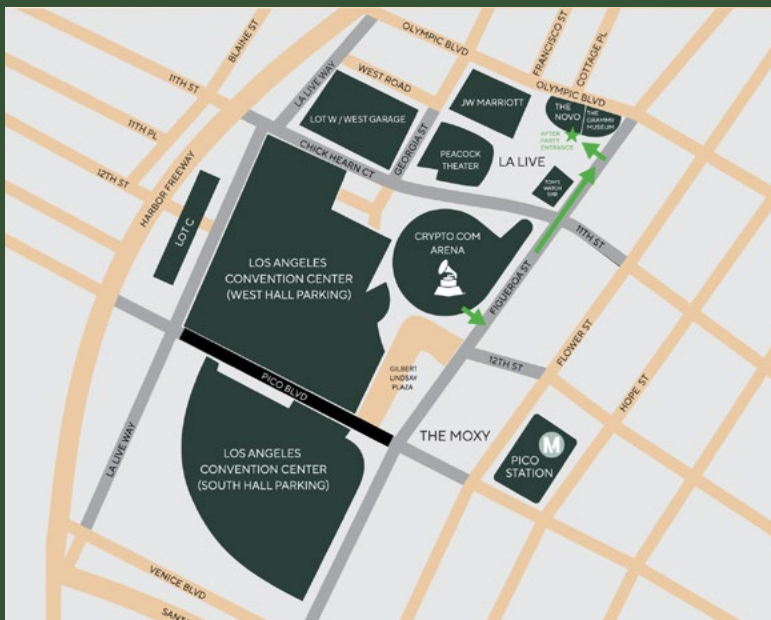 BLAINE ST
LA LIVE WAY
OLYMPIC BLVD
FRANCISCO ST
COTTAGE PL
11TH ST
WEST ROAD
OLYMPIC BLVD
JW MARRIOTT
THE
NOVO
THE
GRAMMY
MUSEUM
LOT W / WEST GARAGE
GEORGIA ST
AFTER
PARTY
ENTRANCE
11TH PL
CHICK HEARN CT
PEACOCK
THEATER
LA LIVE
TOM'S
WATCH
BAR
12TH ST
HARBOR FREEWAY
LOT C
CRYPTO.COM
ARENA
11TH ST
LOS ANGELES
CONVENTION CENTER
(WEST HALL PARKING)
FIGUEROA ST
FLOWER ST
12TH ST
HOPE ST
GILBERT
LINDSAY
PLAZA
PICO BLVD
THE MOXY
M
PICO
STATION
LA LIVE WAY
LOS ANGELES
CONVENTION CENTER
(SOUTH HALL PARKING)
VENICE BLVD